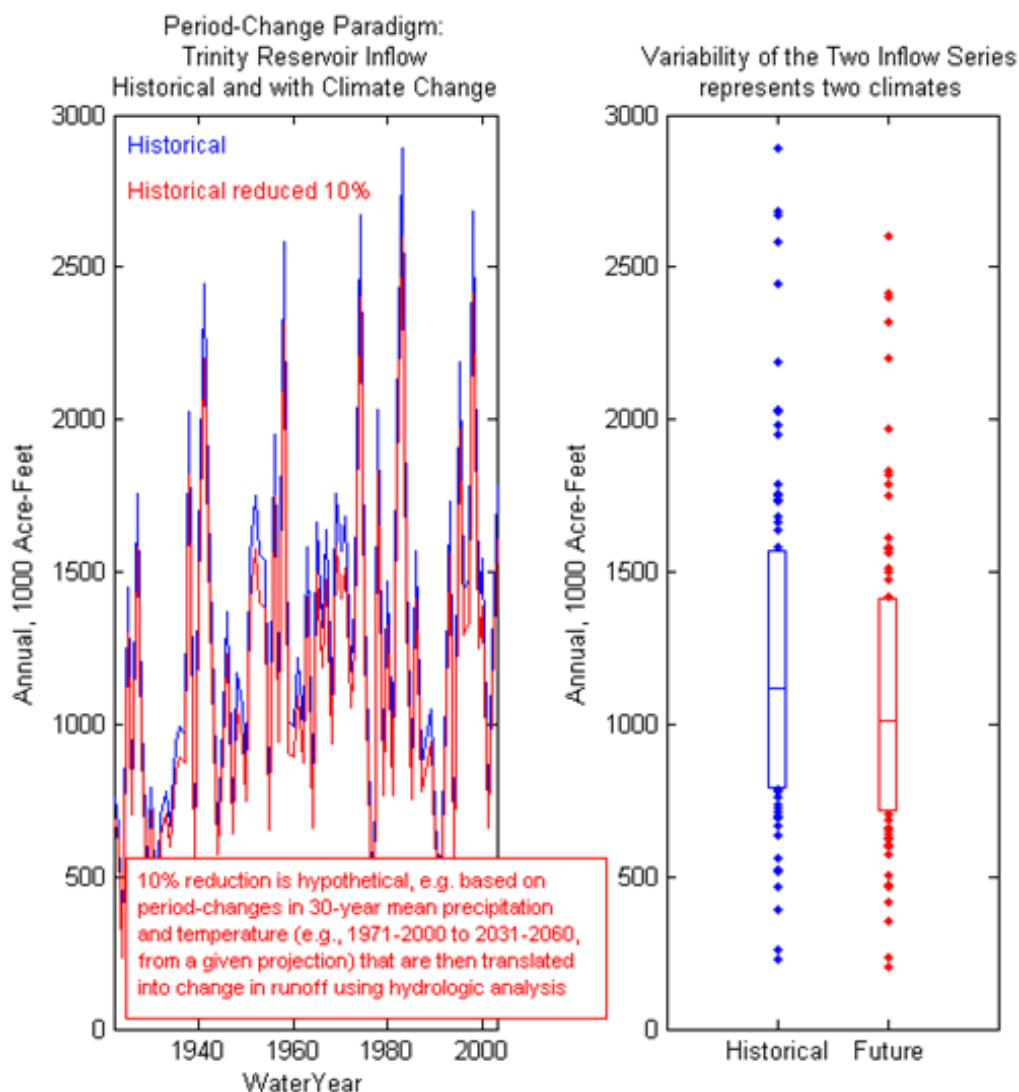 Period-Change Paradigm:
Trinity Reservoir Inflow
Historical and with Climate Change
3000
2500
2000
1500
1000
500
0
Annual, 1000 Acre-Feet
Historical
Historical reduced 10%
10% reduction is hypothetical, e.g. based on
period-changes in 30-year mean precipitation
and temperature (e.g., 1971-2000 to 2031-2060,
from a given projection) that are then translated
into change in runoff using hydrologic analysis
1940 1960 1980 2000
WaterYear
Variability of the Two Inflow Series
represents two climates
3000
2500
2000
1500
1000
500
0
Annual, 1000 Acre-Feet
Historical Future